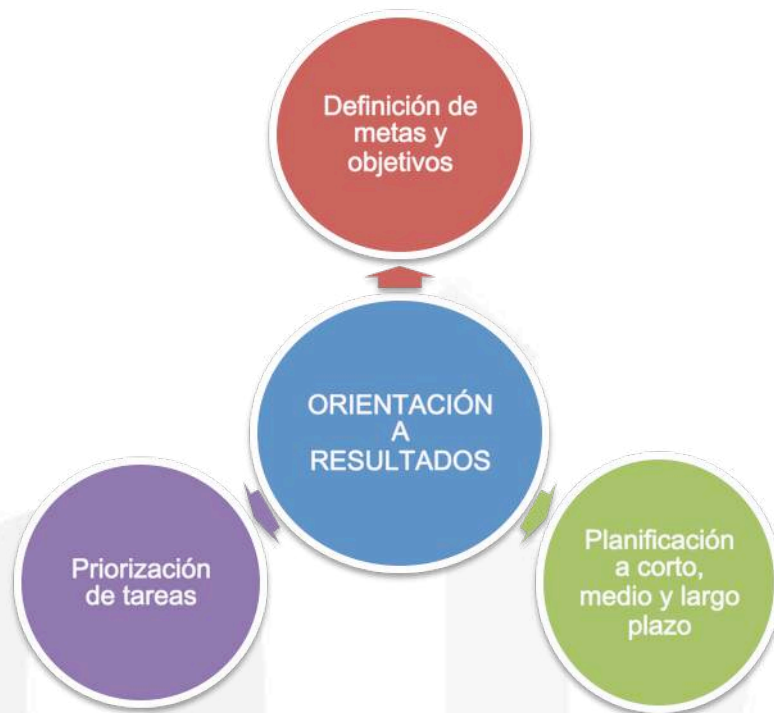 Definición de
metas y
objetivos
ORIENTACIÓN
A
RESULTADOS
Priorización
de tareas
Planificación
a corto,
medio y largo
plazo